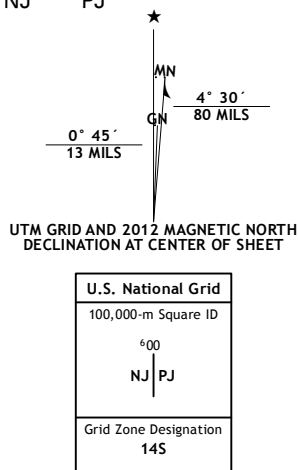 NJ PJ
★
MN
4° 30´
80 MILS
GN
0° 45´
13 MILS
UTM GRID AND 2012 MAGNETIC NORTH
DECLINATION AT CENTER OF SHEET
U.S. National Grid
100,000-m Square ID
⁶00
NJ PJ
Grid Zone Designation
14S